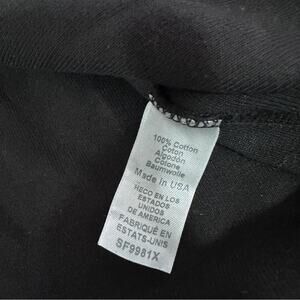 100% Cotton
Coton
Algodón
Cotone
Baumwolle
Made in USA
HECO EN LOS
ESTADOS
UNIDOS
DE AMERICA
FABRIQUÉ EN
ESTATS-UNIS
SF9981X